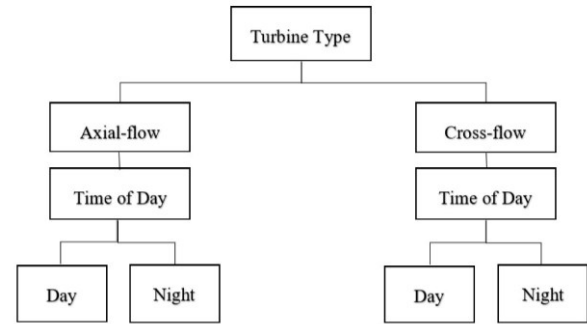 Turbine Type
Axial-flow
Cross-flow
Time of Day
Time of Day
Day
Night
Day
Night